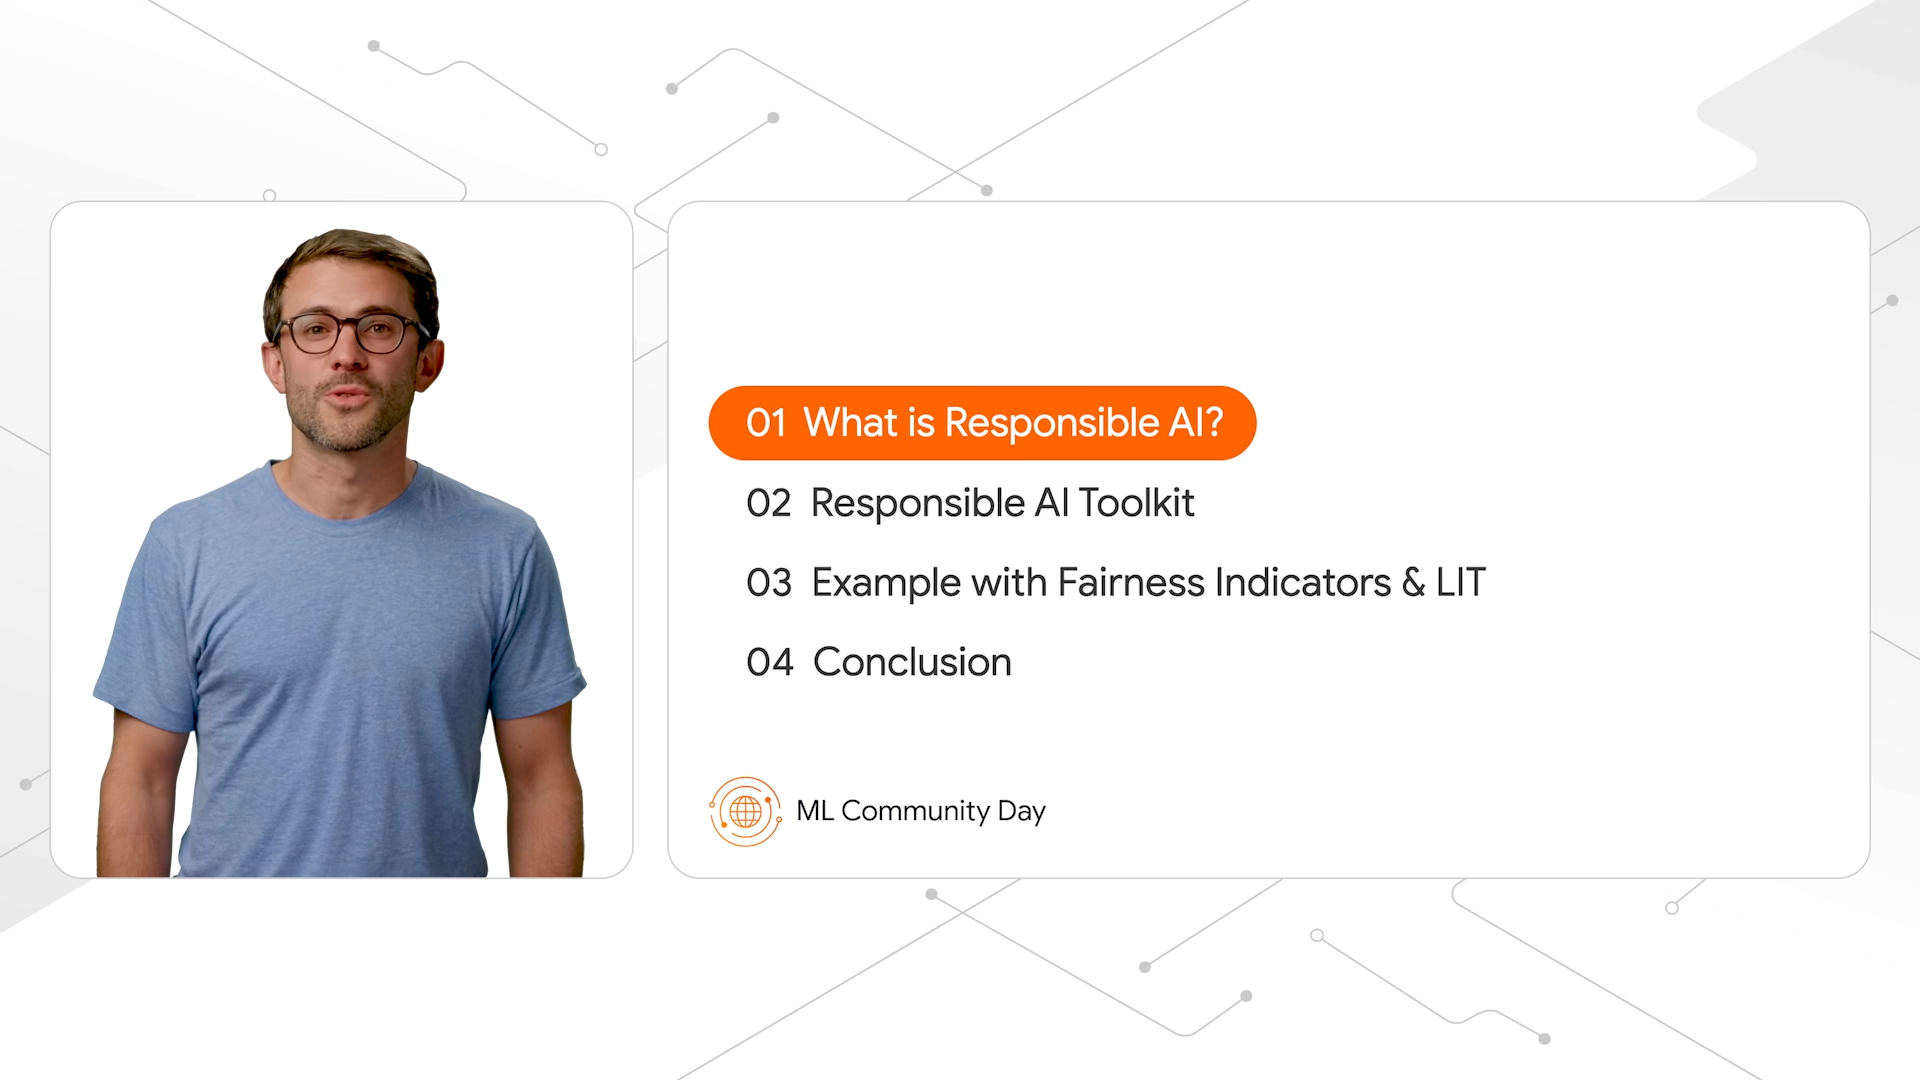 01 What is Responsible AI?
02 Responsible AI Toolkit
03 Example with Fairness Indicators & LIT
04 Conclusion
ML Community Day